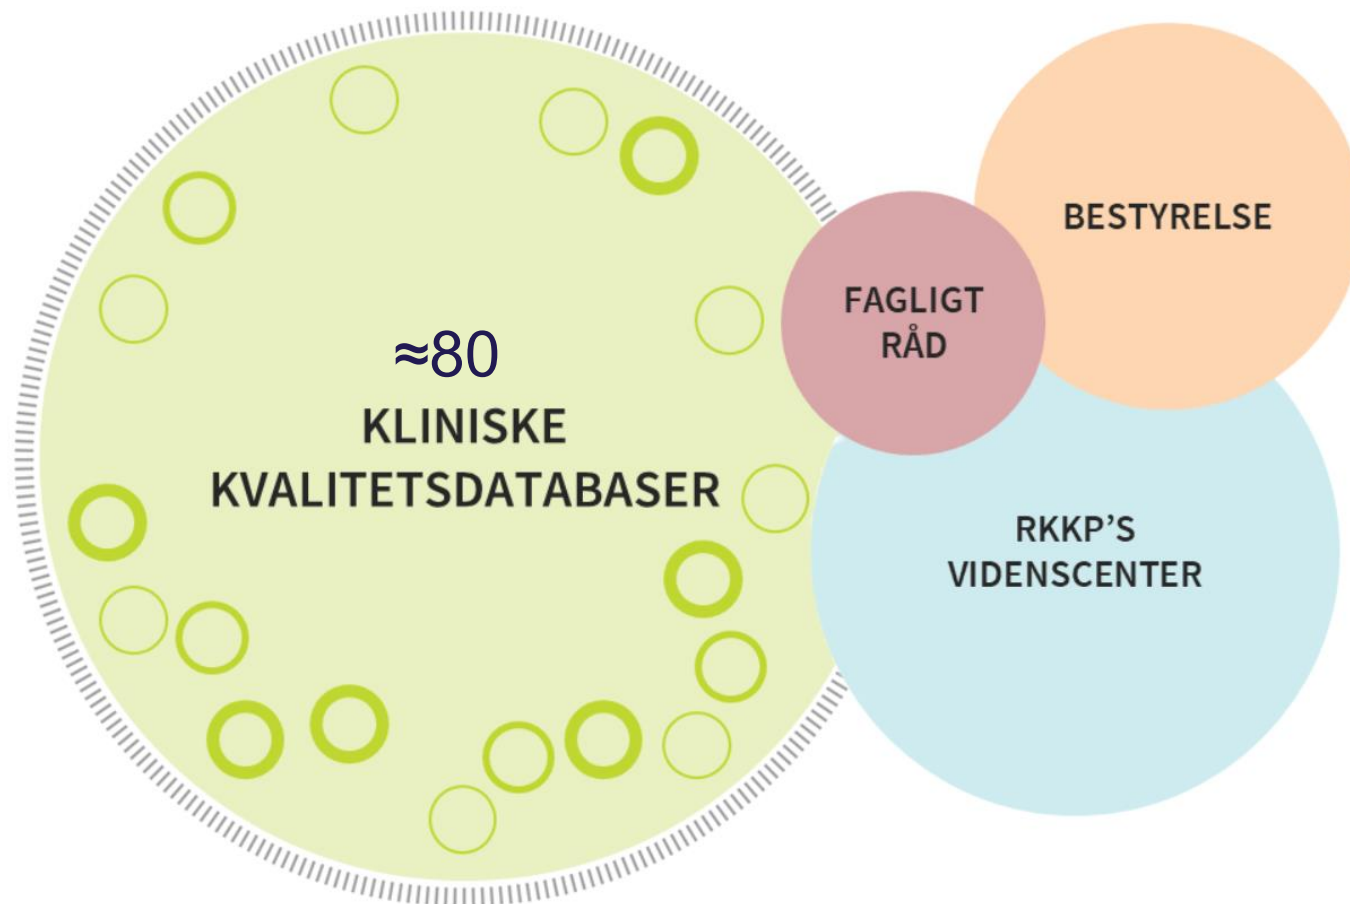 ≈80
KLINISKE
KVALITETSDATABASER
FAGLIGT
RÅD
BESTYRELSE
RKKP’S
VIDENSCENTER